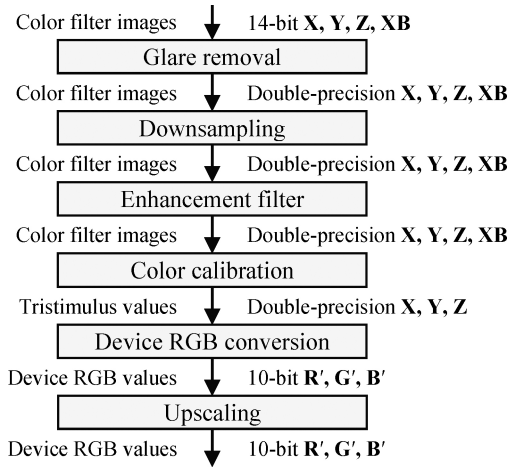 Color filter images 14-bit X, Y, Z, XB
Glare removal
Color filter images Double-precision X, Y, Z, XB
Downsampling
Color filter images Double-precision X, Y, Z, XB
Enhancement filter
Color filter images Double-precision X, Y, Z, XB
Color calibration
Tristimulus values Double-precision X, Y, Z
Device RGB conversion
Device RGB values 10-bit R′, G′, B′
Upscaling
Device RGB values 10-bit R′, G′, B′